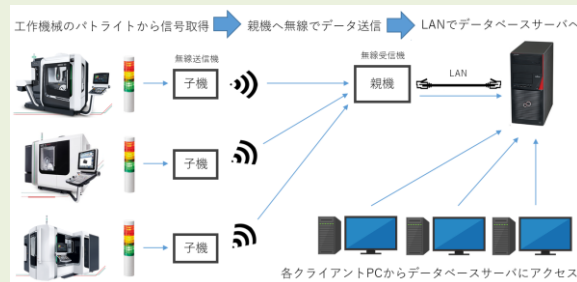 工作機械のパトライトから信号取得
親機へ無線でデータ送信
LANでデータベースサーバへ
無線送信機
子機
無線受信機
親機
LAN
子機
子機
各クライアントPCからデータベースサーバにアクセス